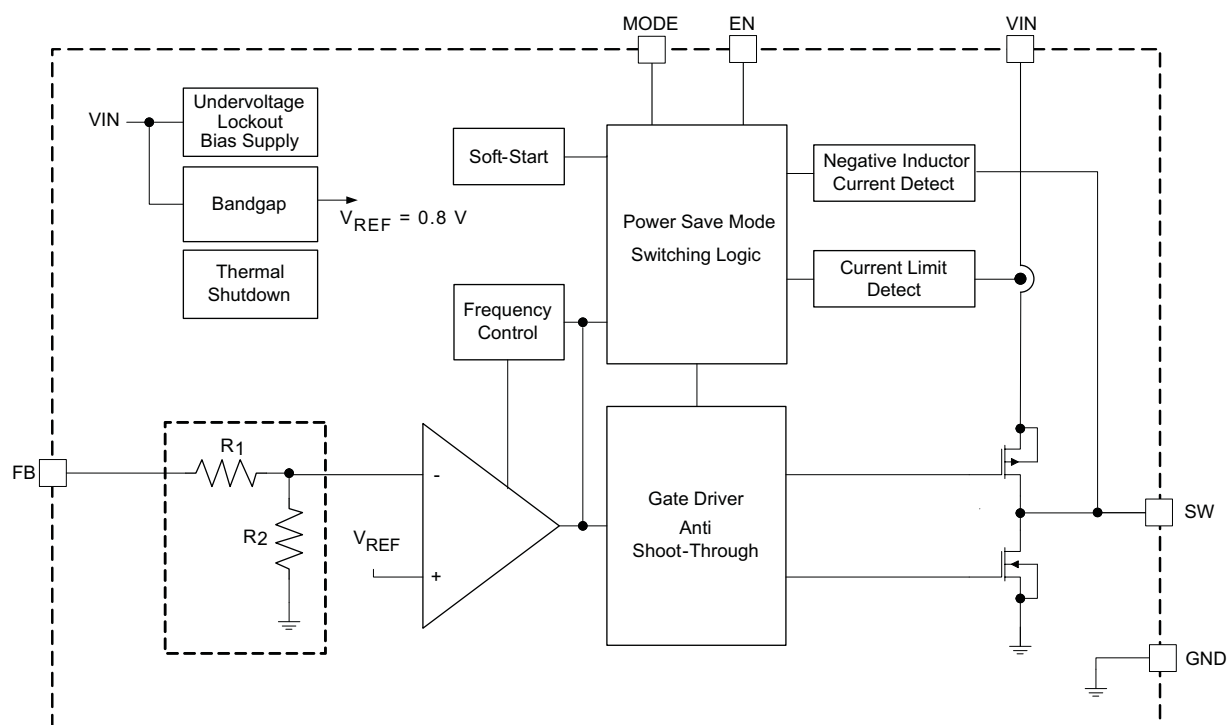 MODE
EN
VIN
VIN
Undervoltage
Lockout
Bias Supply
Bandgap
VREF = 0.8 V
Thermal
Shutdown
Soft-Start
Power Save Mode
Switching Logic
Negative Inductor
Current Detect
Current Limit
Detect
Frequency
Control
FB
R1
R2
VREF
-
+
Gate Driver
Anti
Shoot-Through
SW
GND